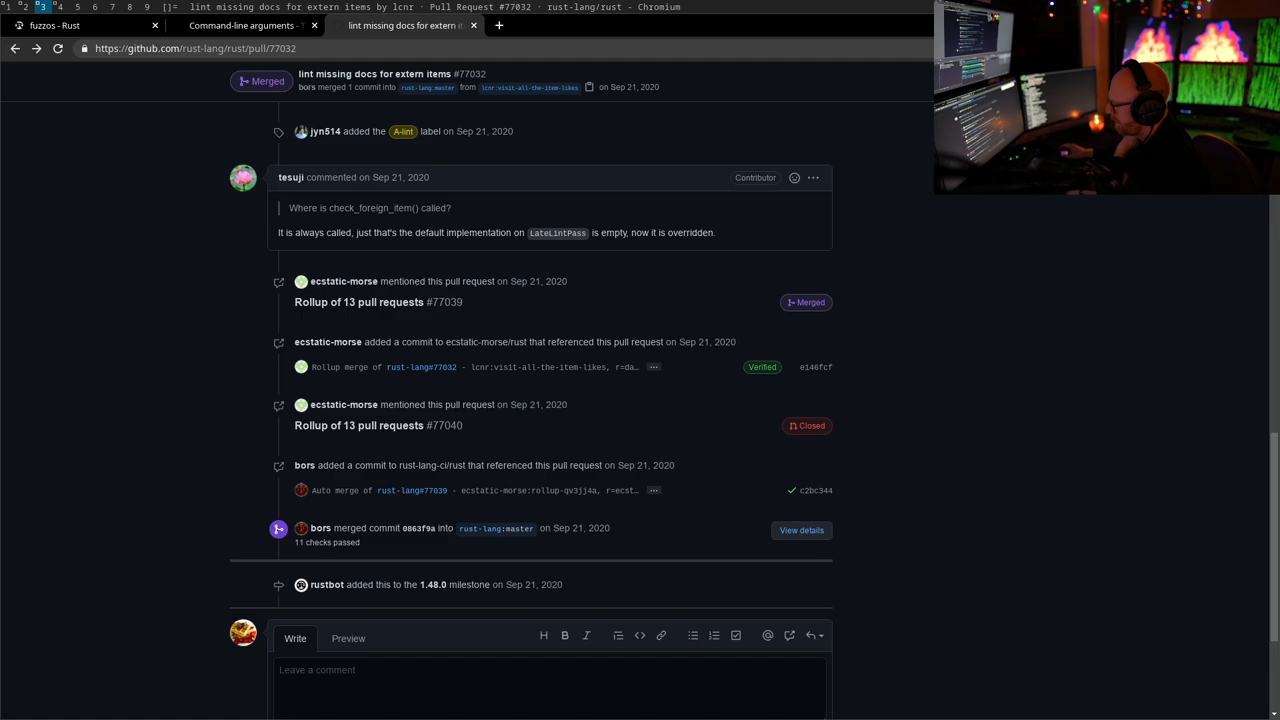 1 2 3 4 5 6 7 8 9 []= lint missing docs for extern items by lcnr · Pull Request #77032 · rust-lang/rust - Chromium
fuzzos - Rust × Command-line arguments - T × lint missing docs for extern it × +
https://github.com/rust-lang/rust/pull/77032
Merged
lint missing docs for extern items #77032
bors merged 1 commit into rust-lang:master from lcnr:visit-all-the-item-likes on Sep 21, 2020
jyn514 added the A-lint label on Sep 21, 2020
tesuji commented on Sep 21, 2020 Contributor
Where is check_foreign_item() called?
It is always called, just that's the default implementation on LateLintPass is empty, now it is overridden.
ecstatic-morse mentioned this pull request on Sep 21, 2020
Rollup of 13 pull requests #77039 Merged
ecstatic-morse added a commit to ecstatic-morse/rust that referenced this pull request on Sep 21, 2020
Rollup merge of rust-lang#77032 - lcnr:visit-all-the-item-likes, r=da… … Verified e146fcf
ecstatic-morse mentioned this pull request on Sep 21, 2020
Rollup of 13 pull requests #77040 Closed
bors added a commit to rust-lang-ci/rust that referenced this pull request on Sep 21, 2020
Auto merge of rust-lang#77039 - ecstatic-morse:rollup-qv3jj4a, r=ecst… … c2bc344
bors merged commit 0863f9a into rust-lang:master on Sep 21, 2020 View details
11 checks passed
rustbot added this to the 1.48.0 milestone on Sep 21, 2020
Write Preview
Leave a comment